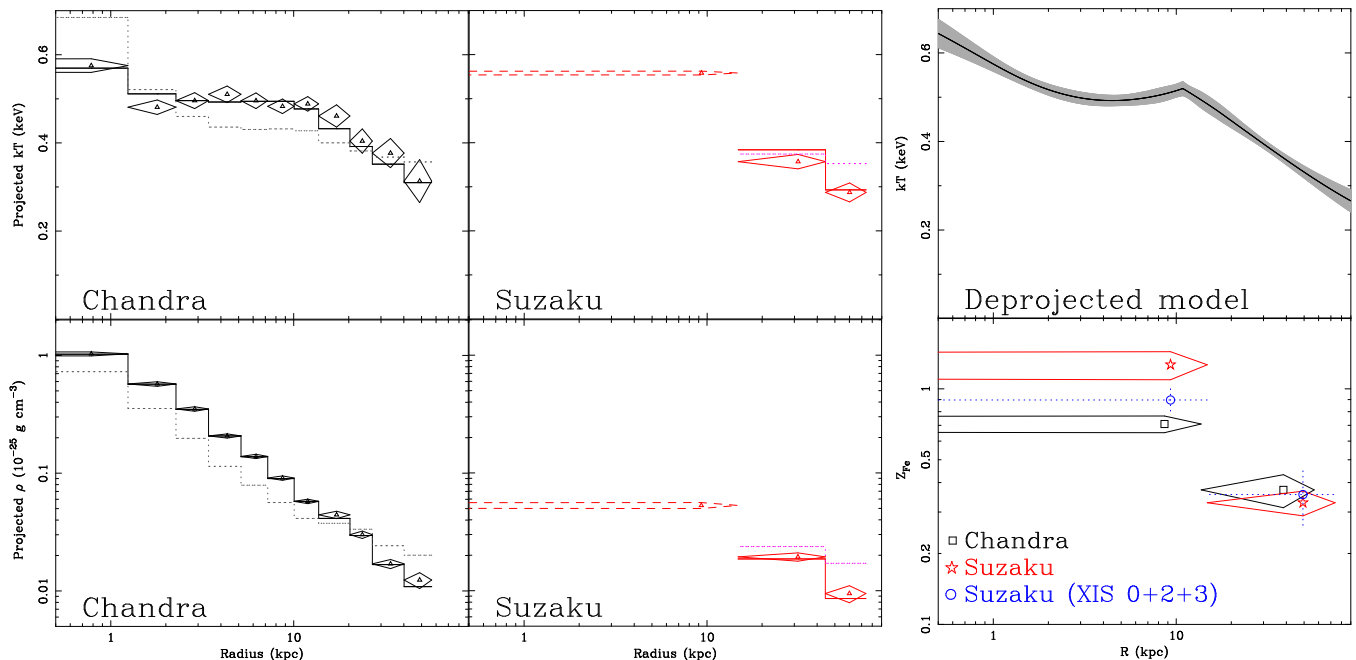 Projected kT (keV)
0.6
0.4
0.2
Chandra
Suzaku
kT (keV)
0.6
0.4
0.2
Deprojected model
Projected ρ (10⁻²⁵ g cm⁻³)
1
0.1
0.01
Chandra
1
10
Radius (kpc)
Suzaku
1
10
Radius (kpc)
Z_Fe
1
0.5
0.2
0.1
Chandra
Suzaku
Suzaku (XIS 0+2+3)
1
10
R (kpc)